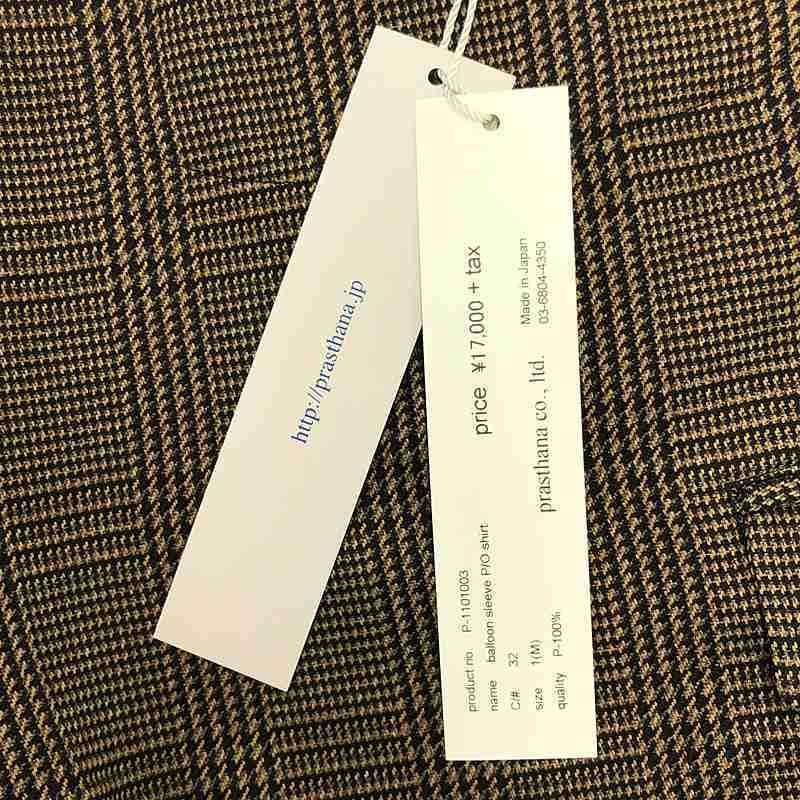 http://prasthana.jp
product no P-1101003
name balloon sleeve P/O shirt
C/# 32
size 1(M)
quality P-100%
price ¥17,000 + tax
prasthana co., ltd.
Made in Japan
03-6804-4350